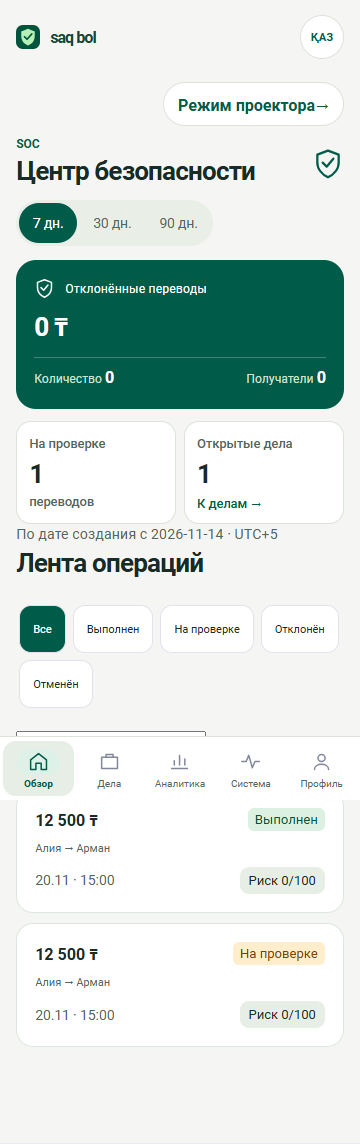 saq bol
ҚАЗ
Режим проектора→
SOC
Центр безопасности
7 дн. 30 дн. 90 дн.
Отклонённые переводы
0 ₸
Количество 0 Получатели 0
На проверке
1
переводов
Открытые дела
1
К делам →
По дате создания с 2026-11-14 · UTC+5
Лента операций
Все Выполнен На проверке Отклонён
Отменён
Обзор Дела Аналитика Система Профиль
12 500 ₸ Выполнен
Алия → Арман
20.11 · 15:00 Риск 0/100
12 500 ₸ На проверке
Алия → Арман
20.11 · 15:00 Риск 0/100